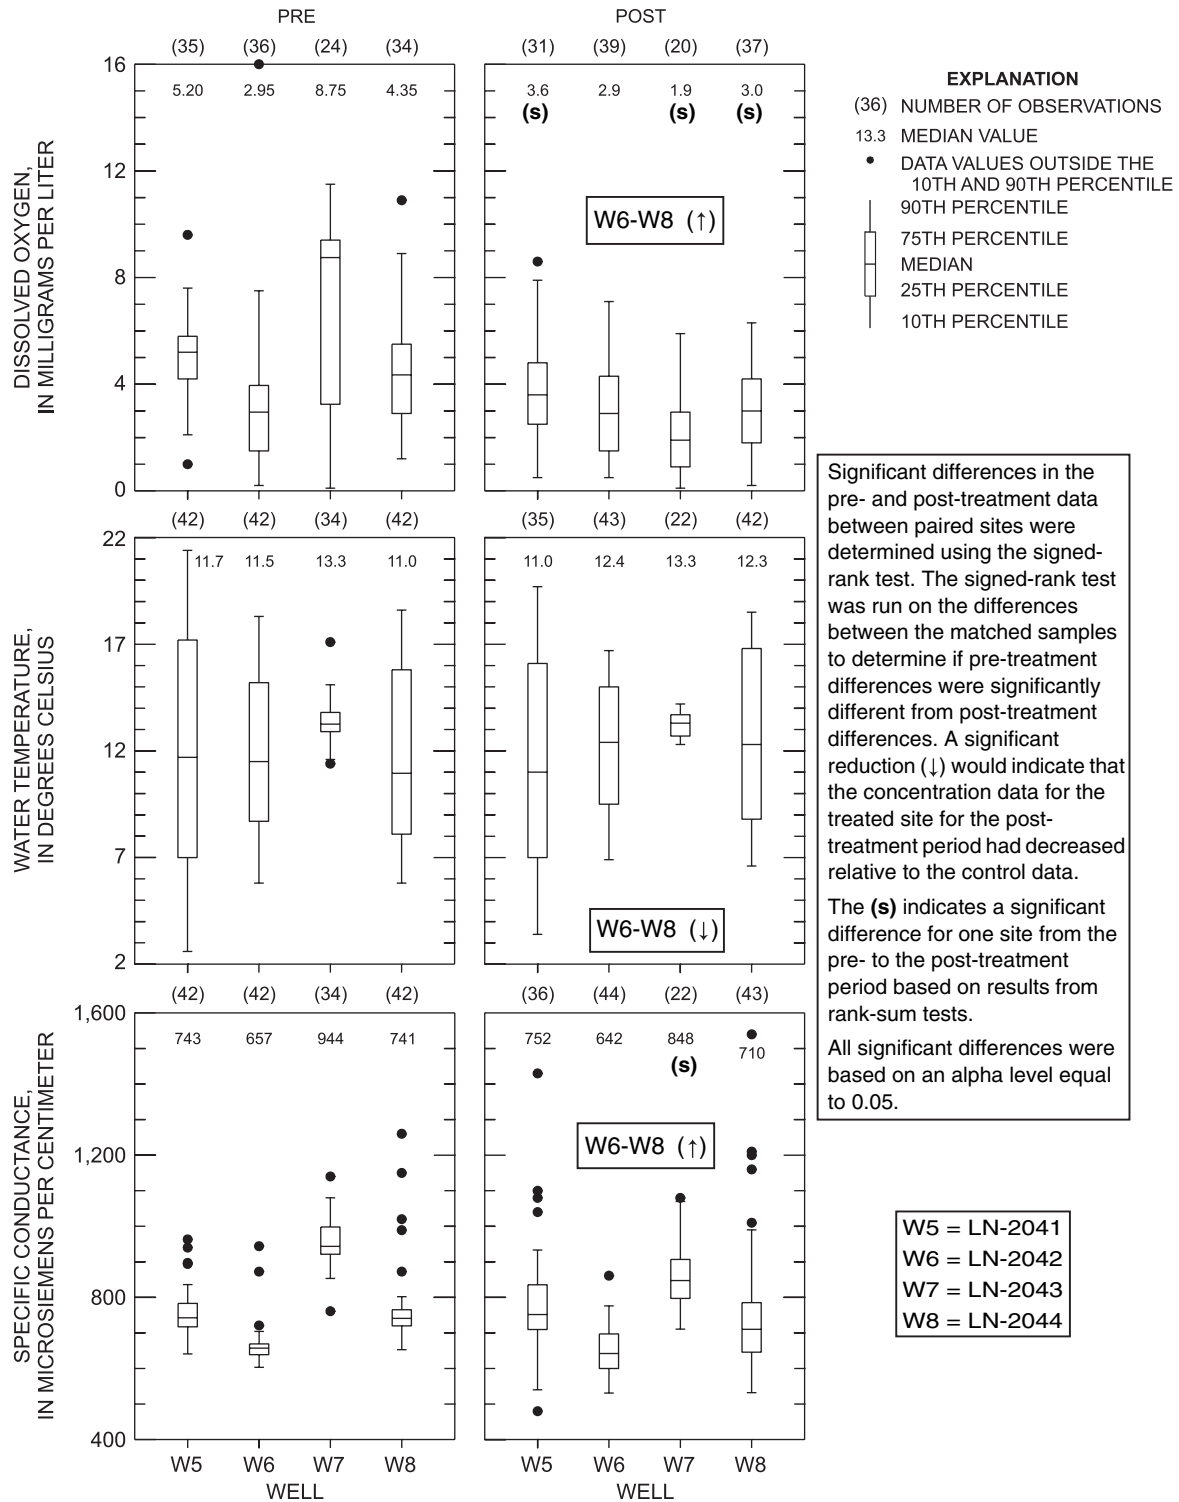 PRE
POST
(35) (36) (24) (34)
(31) (39) (20) (37)
16
12
8
4
0
5.20 2.95 8.75 4.35
3.6 2.9 1.9 3.0
(s) (s) (s)
W6-W8 (↑)
DISSOLVED OXYGEN,
IN MILLIGRAMS PER LITER
EXPLANATION
(36) NUMBER OF OBSERVATIONS
13.3 MEDIAN VALUE
DATA VALUES OUTSIDE THE
10TH AND 90TH PERCENTILE
90TH PERCENTILE
75TH PERCENTILE
MEDIAN
25TH PERCENTILE
10TH PERCENTILE
(42) (42) (34) (42)
(35) (43) (22) (42)
22
17
12
7
2
11.7 11.5 13.3 11.0
11.0 12.4 13.3 12.3
W6-W8 (↓)
WATER TEMPERATURE,
IN DEGREES CELSIUS
Significant differences in the
pre- and post-treatment data
between paired sites were
determined using the signed-
rank test. The signed-rank test
was run on the differences
between the matched samples
to determine if pre-treatment
differences were significantly
different from post-treatment
differences. A significant
reduction (↓) would indicate that
the concentration data for the
treated site for the post-
treatment period had decreased
relative to the control data.
The (s) indicates a significant
difference for one site from the
pre- to the post-treatment
period based on results from
rank-sum tests.
All significant differences were
based on an alpha level equal
to 0.05.
(42) (42) (34) (42)
(36) (44) (22) (43)
1,600
1,200
800
400
743 657 944 741
752 642 848 710
(s)
W6-W8 (↑)
SPECIFIC CONDUCTANCE,
IN MICROSIEMENS PER CENTIMETER
W5 = LN-2041
W6 = LN-2042
W7 = LN-2043
W8 = LN-2044
W5 W6 W7 W8
W5 W6 W7 W8
WELL
WELL